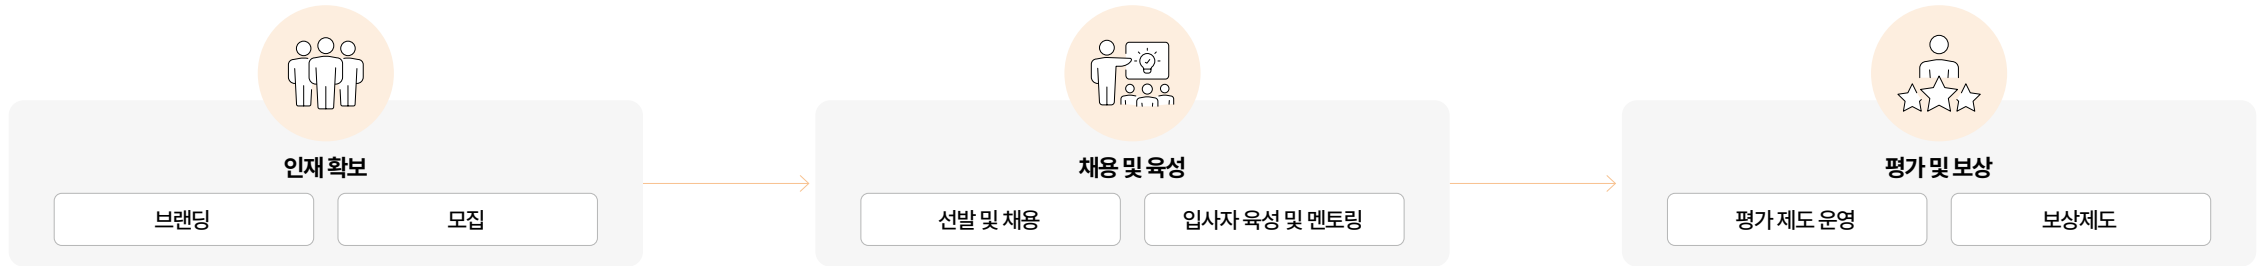 인재 확보
브랜딩
모집
채용 및 육성
선발 및 채용
입사자 육성 및 멘토링
평가 및 보상
평가 제도 운영
보상제도